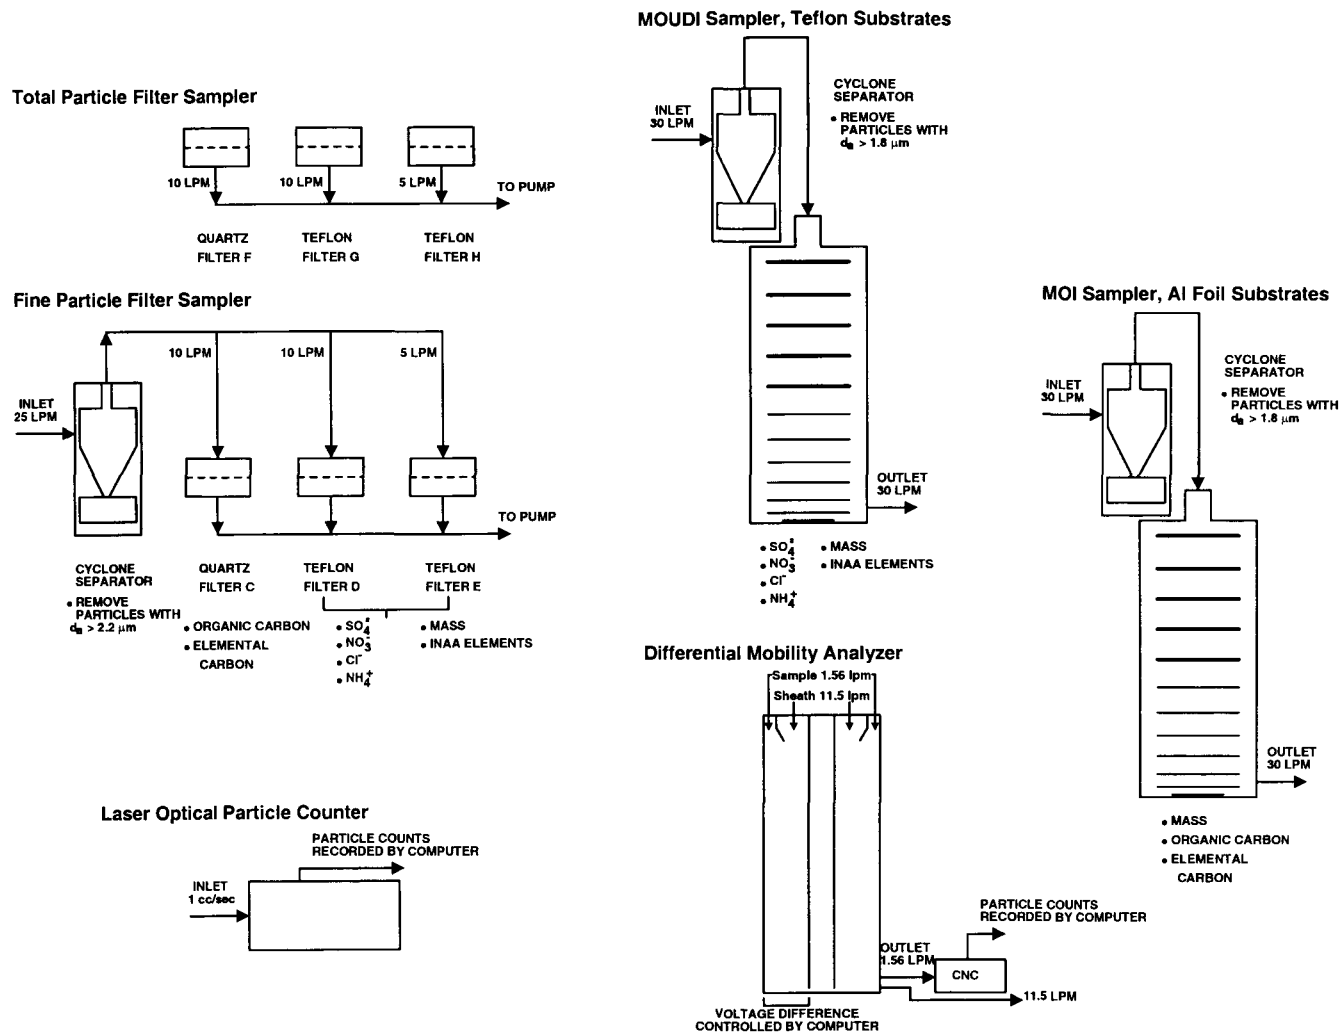 MOUDI Sampler, Teflon Substrates
INLET
30 LPM
CYCLONE
SEPARATOR
• REMOVE
PARTICLES WITH
da > 1.8 μm
OUTLET
30 LPM
• SO4=
• NO3-
• Cl-
• NH4+
• MASS
• INAA ELEMENTS
Total Particle Filter Sampler
10 LPM
10 LPM
5 LPM
TO PUMP
QUARTZ
FILTER F
TEFLON
FILTER G
TEFLON
FILTER H
Fine Particle Filter Sampler
10 LPM
10 LPM
5 LPM
INLET
25 LPM
TO PUMP
CYCLONE
SEPARATOR
• REMOVE
PARTICLES WITH
da > 2.2 μm
QUARTZ
FILTER C
TEFLON
FILTER D
TEFLON
FILTER E
• ORGANIC CARBON
• ELEMENTAL
CARBON
• SO4=
• NO3-
• Cl-
• NH4+
• MASS
• INAA ELEMENTS
MOI Sampler, Al Foil Substrates
INLET
30 LPM
CYCLONE
SEPARATOR
• REMOVE
PARTICLES WITH
da > 1.8 μm
OUTLET
30 LPM
• MASS
• ORGANIC CARBON
• ELEMENTAL
CARBON
Differential Mobility Analyzer
Sample 1.56 lpm
Sheath 11.5 lpm
PARTICLE COUNTS
RECORDED BY COMPUTER
OUTLET
1.56 LPM
CNC
11.5 LPM
VOLTAGE DIFFERENCE
CONTROLLED BY COMPUTER
Laser Optical Particle Counter
PARTICLE COUNTS
RECORDED BY COMPUTER
INLET
1 cc/sec